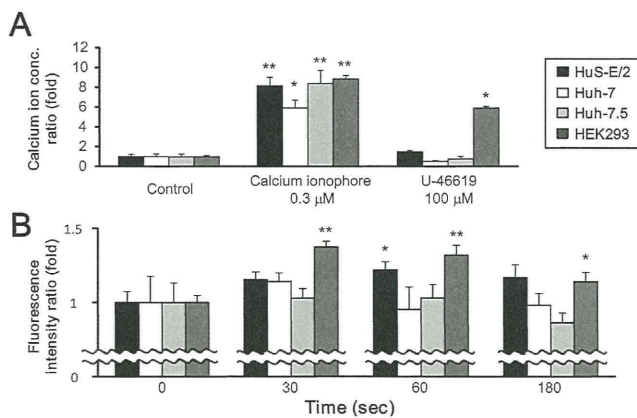 A
Calcium ion conc.
ratio (fold)
12
10
8
6
4
2
0
** * ** **
*
Control
Calcium ionophore
0.3 μM
U-46619
100 μM
HuS-E/2
Huh-7
Huh-7.5
HEK293
B
Fluorescence
intensity ratio (fold)
1.5
1
0
**
* **
*
0 30 60 180
Time (sec)